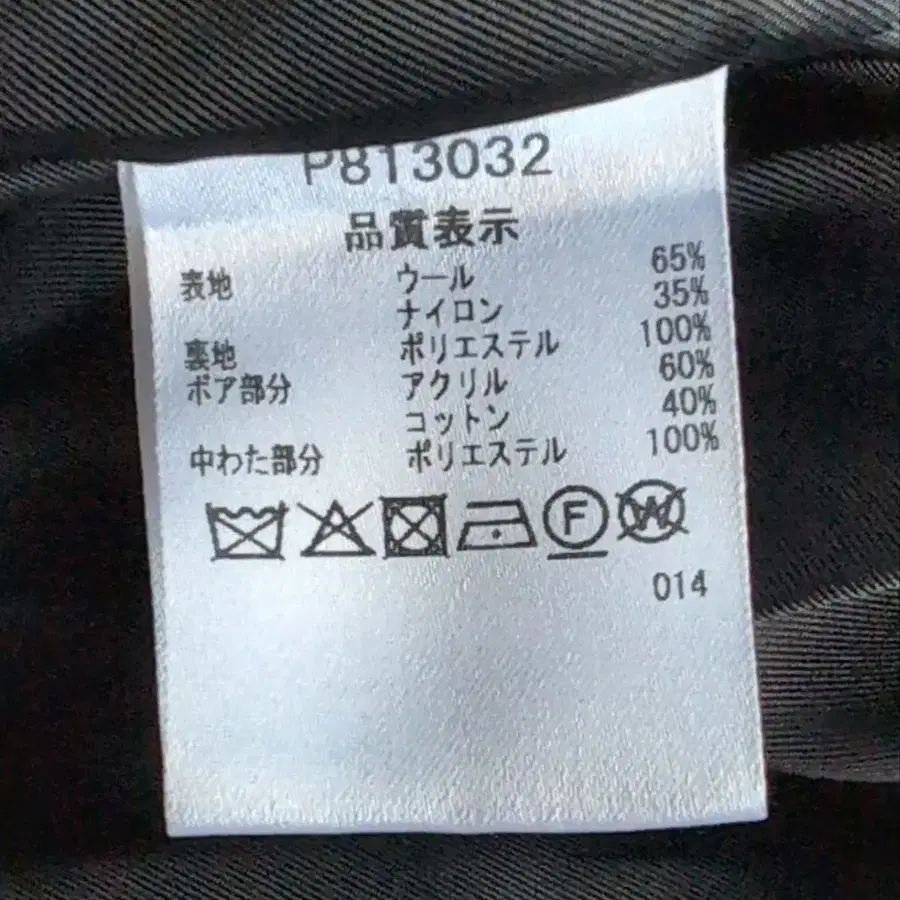 P813032
品質表示
表地 ウール 65%
ナイロン 35%
裏地 ポリエステル 100%
ボア部分 アクリル 60%
コットン 40%
中わた部分 ポリエステル 100%
F W
014